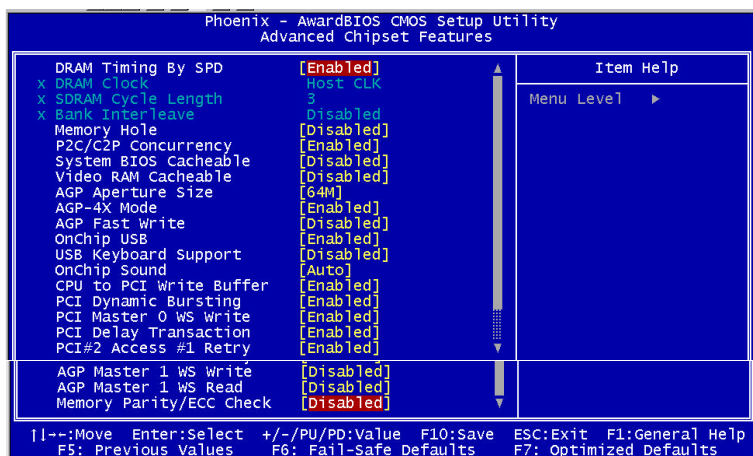 Phoenix - AwardBIOS CMOS Setup Utility
Advanced Chipset Features
DRAM Timing By SPD [Enabled]
x DRAM Clock Host CLK
x SDRAM Cycle Length 3
x Bank Interleave Disabled
Memory Hole [Disabled]
P2C/C2P Concurrency [Enabled]
System BIOS Cacheable [Disabled]
Video RAM Cacheable [Disabled]
AGP Aperture Size [64M]
AGP-4X Mode [Enabled]
AGP Fast Write [Disabled]
OnChip USB [Enabled]
USB Keyboard Support [Disabled]
OnChip Sound [Auto]
CPU to PCI Write Buffer [Enabled]
PCI Dynamic Bursting [Enabled]
PCI Master 0 WS Write [Enabled]
PCI Delay Transaction [Enabled]
PCI#2 Access #1 Retry [Enabled]
AGP Master 1 WS Write [Disabled]
AGP Master 1 WS Read [Disabled]
Memory Parity/ECC Check [Disabled]
Item Help
Menu Level ▶
↑↓→←:Move Enter:Select +/-/PU/PD:Value F10:Save ESC:Exit F1:General Help
F5: Previous Values F6: Fail-Safe Defaults F7: Optimized Defaults